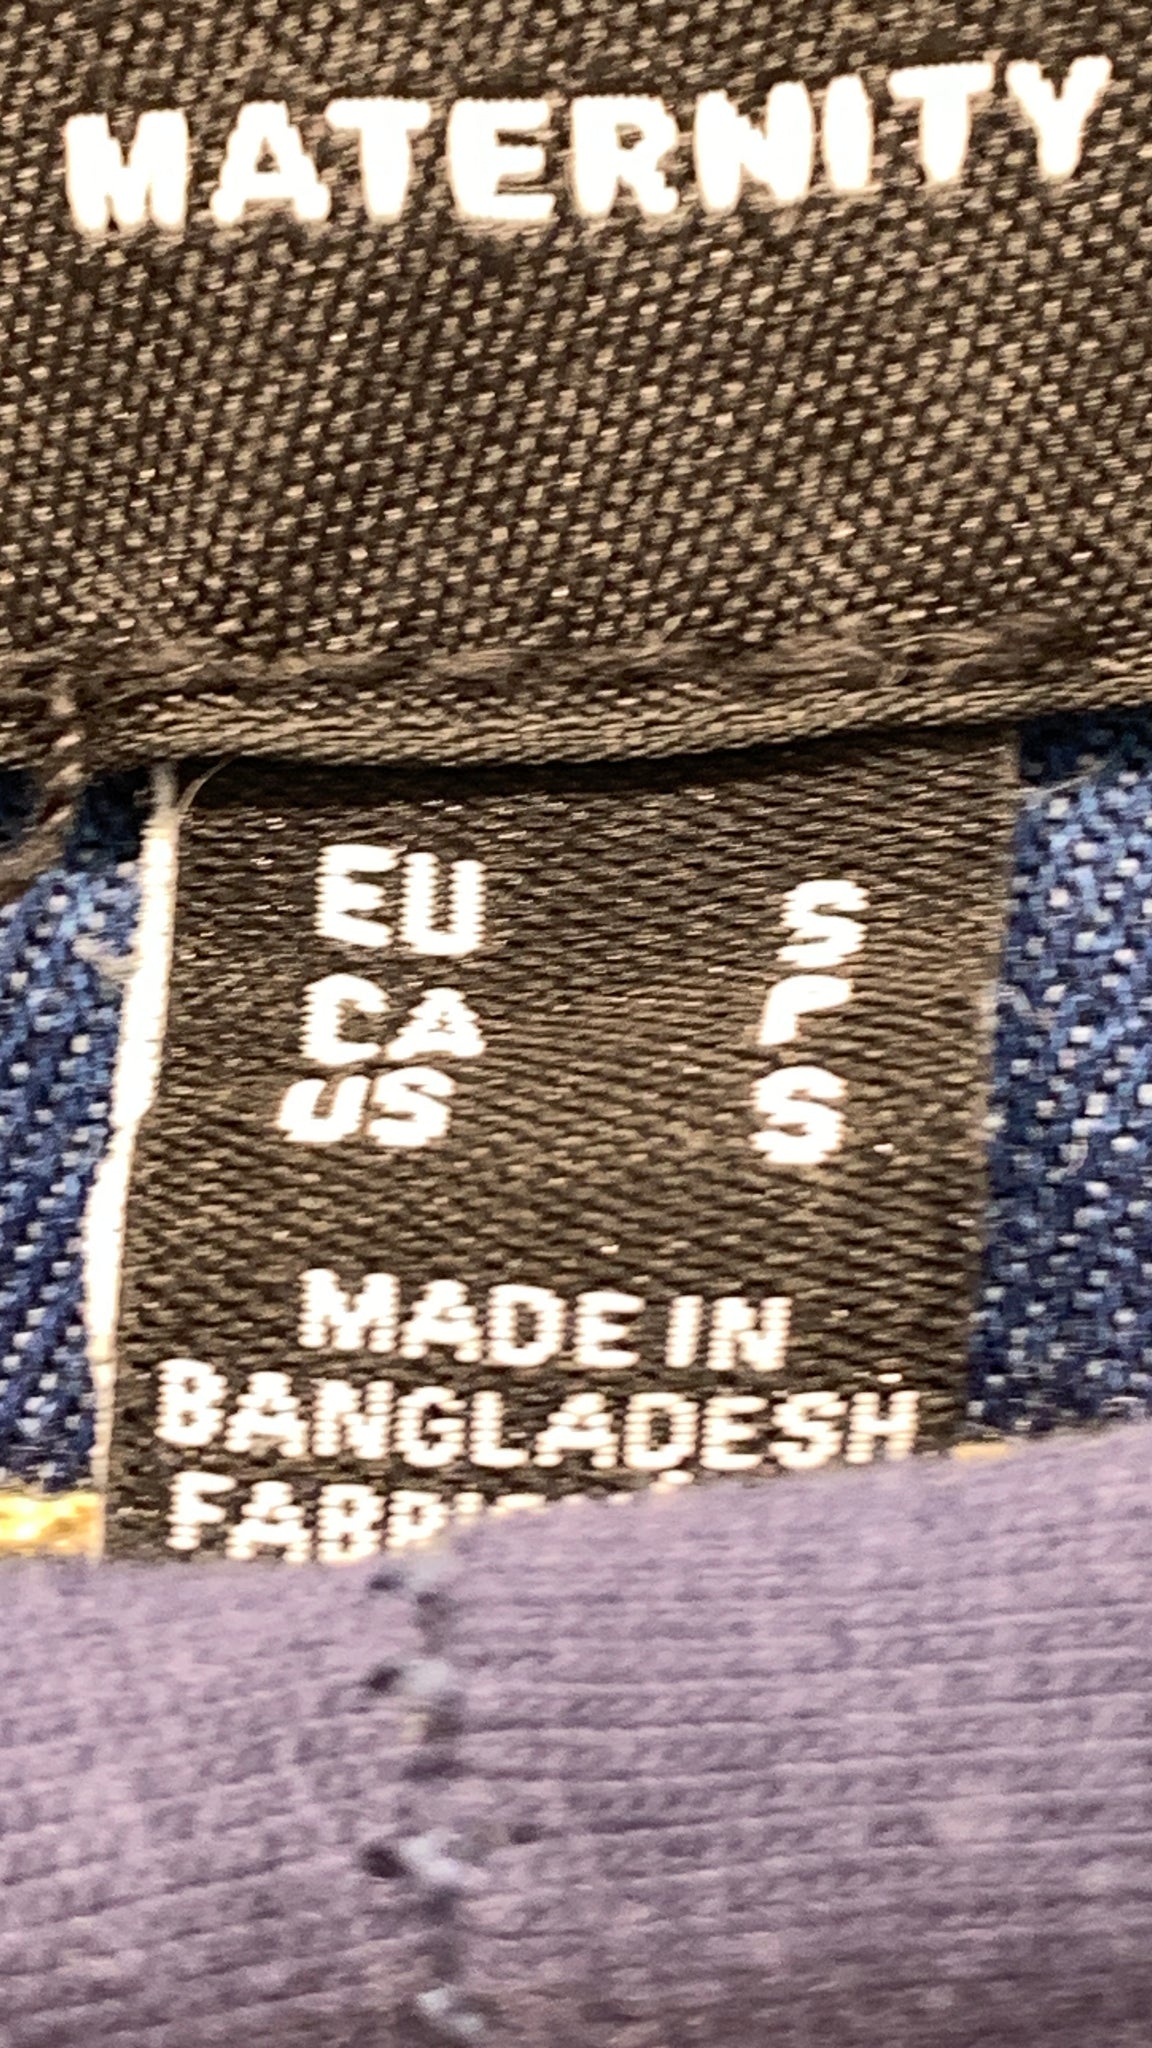 MATERNITY
EU S
CA P
US S
MADE IN
BANGLADESH